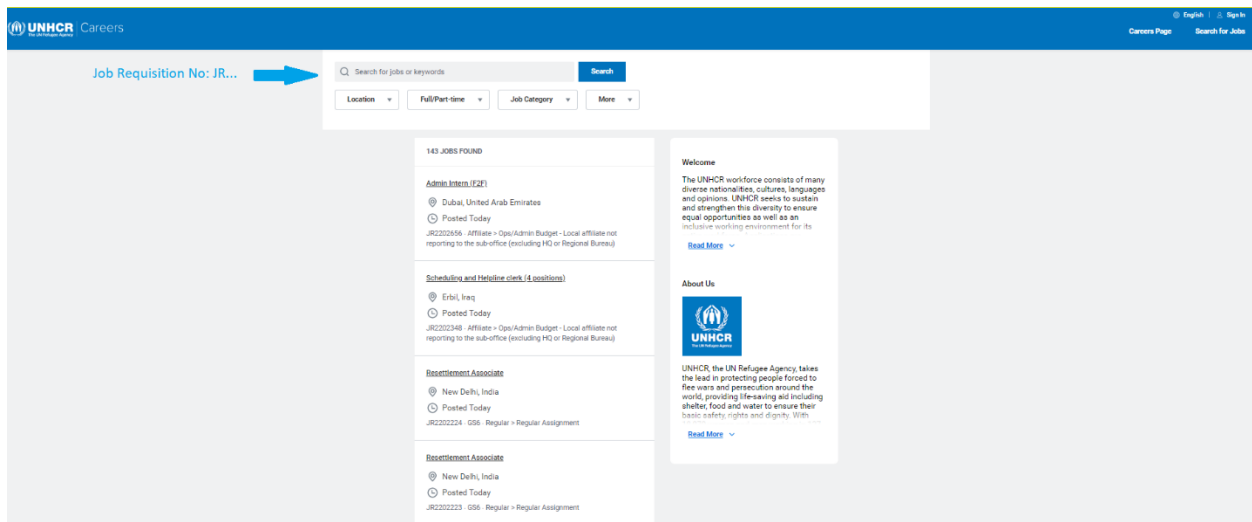 English | Sign In
UNHCR Careers
The UN Refugee Agency
Careers Page Search for Jobs
Job Requisition No: JR...
Search for jobs or keywords
Search
Location
Full/Part-time
Job Category
More
143 JOBS FOUND
Admin Intern (F2F)
Dubai, United Arab Emirates
Posted Today
JR2202656 - Affiliate > Ops/Admin Budget - Local affiliate not
reporting to the sub-office (excluding HQ or Regional Bureau)
Scheduling and Helpline clerk (4 positions)
Erbil, Iraq
Posted Today
JR2202348 - Affiliate > Ops/Admin Budget - Local affiliate not
reporting to the sub-office (excluding HQ or Regional Bureau)
Resettlement Associate
New Delhi, India
Posted Today
JR2202224 - GS6 - Regular > Regular Assignment
Resettlement Associate
New Delhi, India
Posted Today
JR2202223 - GS6 - Regular > Regular Assignment
Welcome
The UNHCR workforce consists of many
diverse nationalities, cultures, languages
and opinions. UNHCR seeks to sustain
and strengthen this diversity to ensure
equal opportunities as well as an
inclusive working environment for its
Read More
About Us
UNHCR
The UN Refugee Agency
UNHCR, the UN Refugee Agency, takes
the lead in protecting people forced to
flee wars and persecution around the
world, providing life-saving aid including
shelter, food and water to ensure their
basic safety, rights and dignity. With
Read More